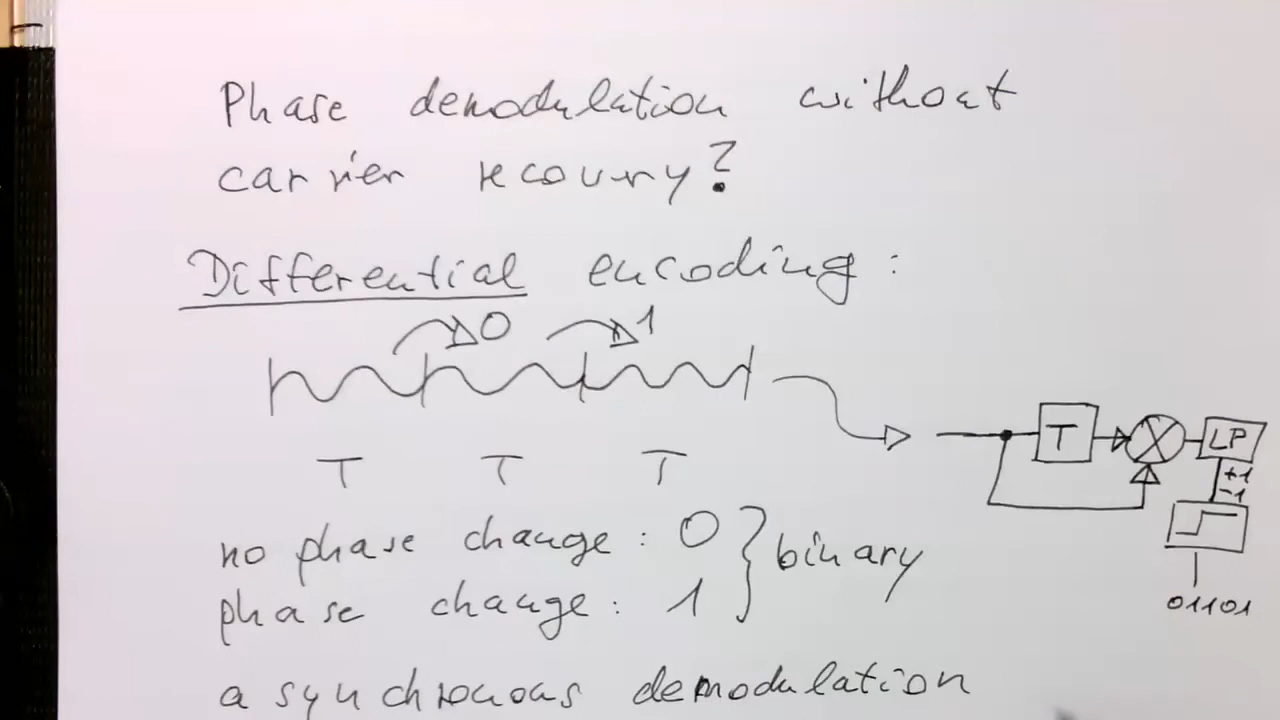 Phase demodulation without
carrier recovery?
Differential encoding:
0 1
T LP
+1
-1
T T T
no phase change: 0
binary
phase change: 1
01101
asynchronous demodulation